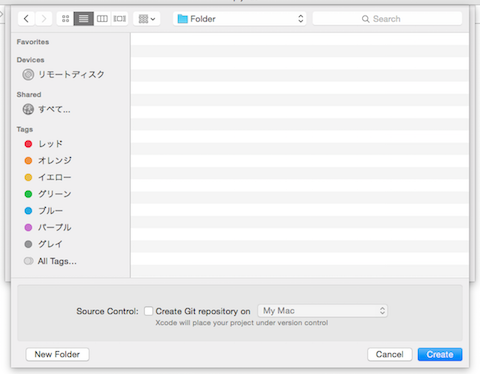 Folder
Search
Favorites
Devices
リモートディスク
Shared
すべて...
Tags
レッド
オレンジ
イエロー
グリーン
ブルー
パープル
グレイ
All Tags...
Source Control: Create Git repository on My Mac
Xcode will place your project under version control
New Folder Cancel Create